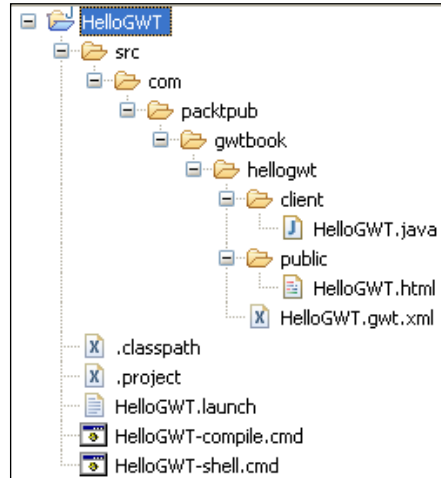 HelloGWT
src
com
packtpub
gwtbook
hellogwt
client
HelloGWT.java
public
HelloGWT.html
HelloGWT.gwt.xml
.classpath
.project
HelloGWT.launch
HelloGWT-compile.cmd
HelloGWT-shell.cmd